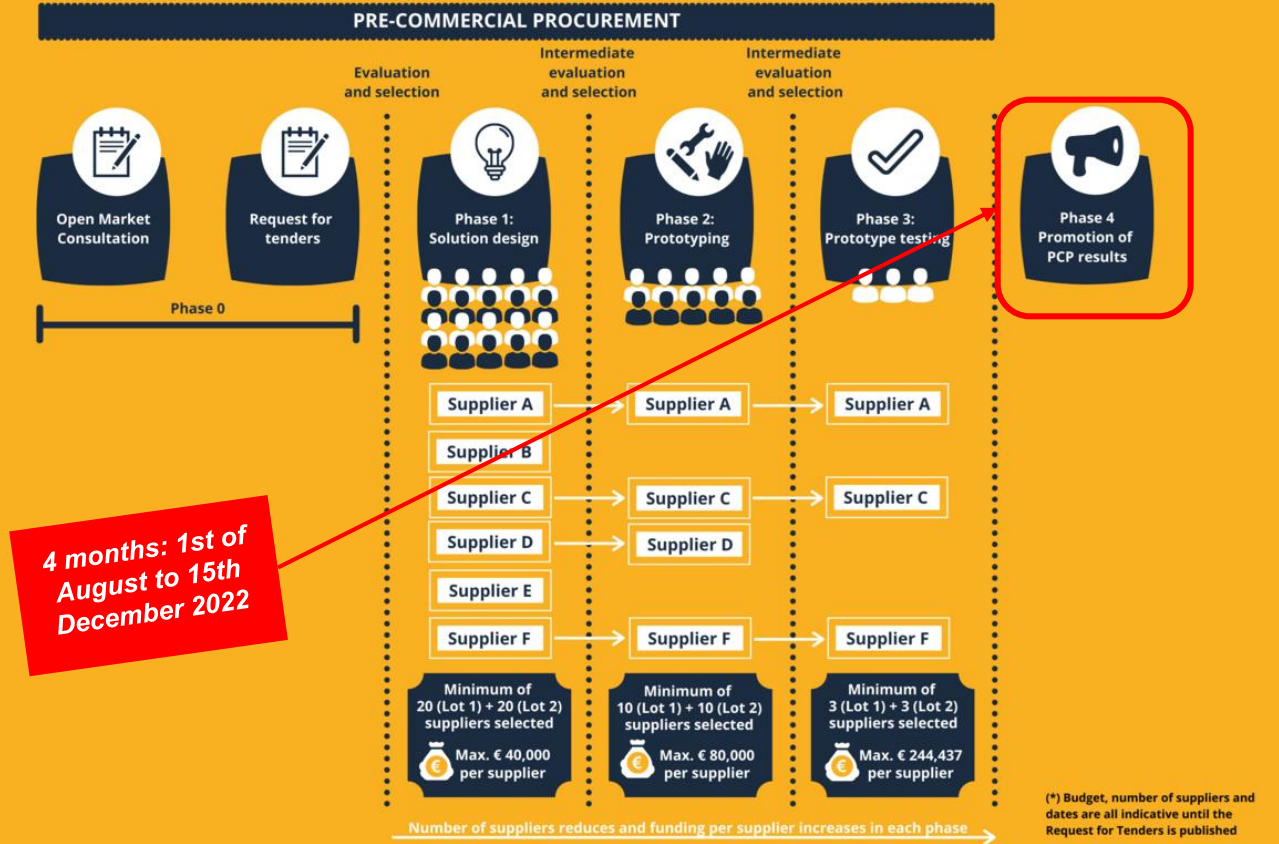 PRE-COMMERCIAL PROCUREMENT
Evaluation
and selection
Intermediate
evaluation
and selection
Intermediate
evaluation
and selection
Open Market
Consultation
Request for
tenders
Phase 1:
Solution design
Phase 2:
Prototyping
Phase 3:
Prototype testing
Phase 4
Promotion of
PCP results
Phase 0
Supplier A
Supplier A
Supplier A
Supplier B
Supplier C
Supplier C
Supplier C
Supplier D
Supplier D
Supplier E
Supplier F
Supplier F
Supplier F
4 months: 1st of
August to 15th
December 2022
Minimum of
20 (Lot 1) + 20 (Lot 2)
suppliers selected
€
Max. € 40,000
per supplier
Minimum of
10 (Lot 1) + 10 (Lot 2)
suppliers selected
€
Max. € 80,000
per supplier
Minimum of
3 (Lot 1) + 3 (Lot 2)
suppliers selected
€
Max. € 244,437
per supplier
Number of suppliers reduces and funding per supplier increases in each phase
(*) Budget, number of suppliers and
dates are all indicative until the
Request for Tenders is published